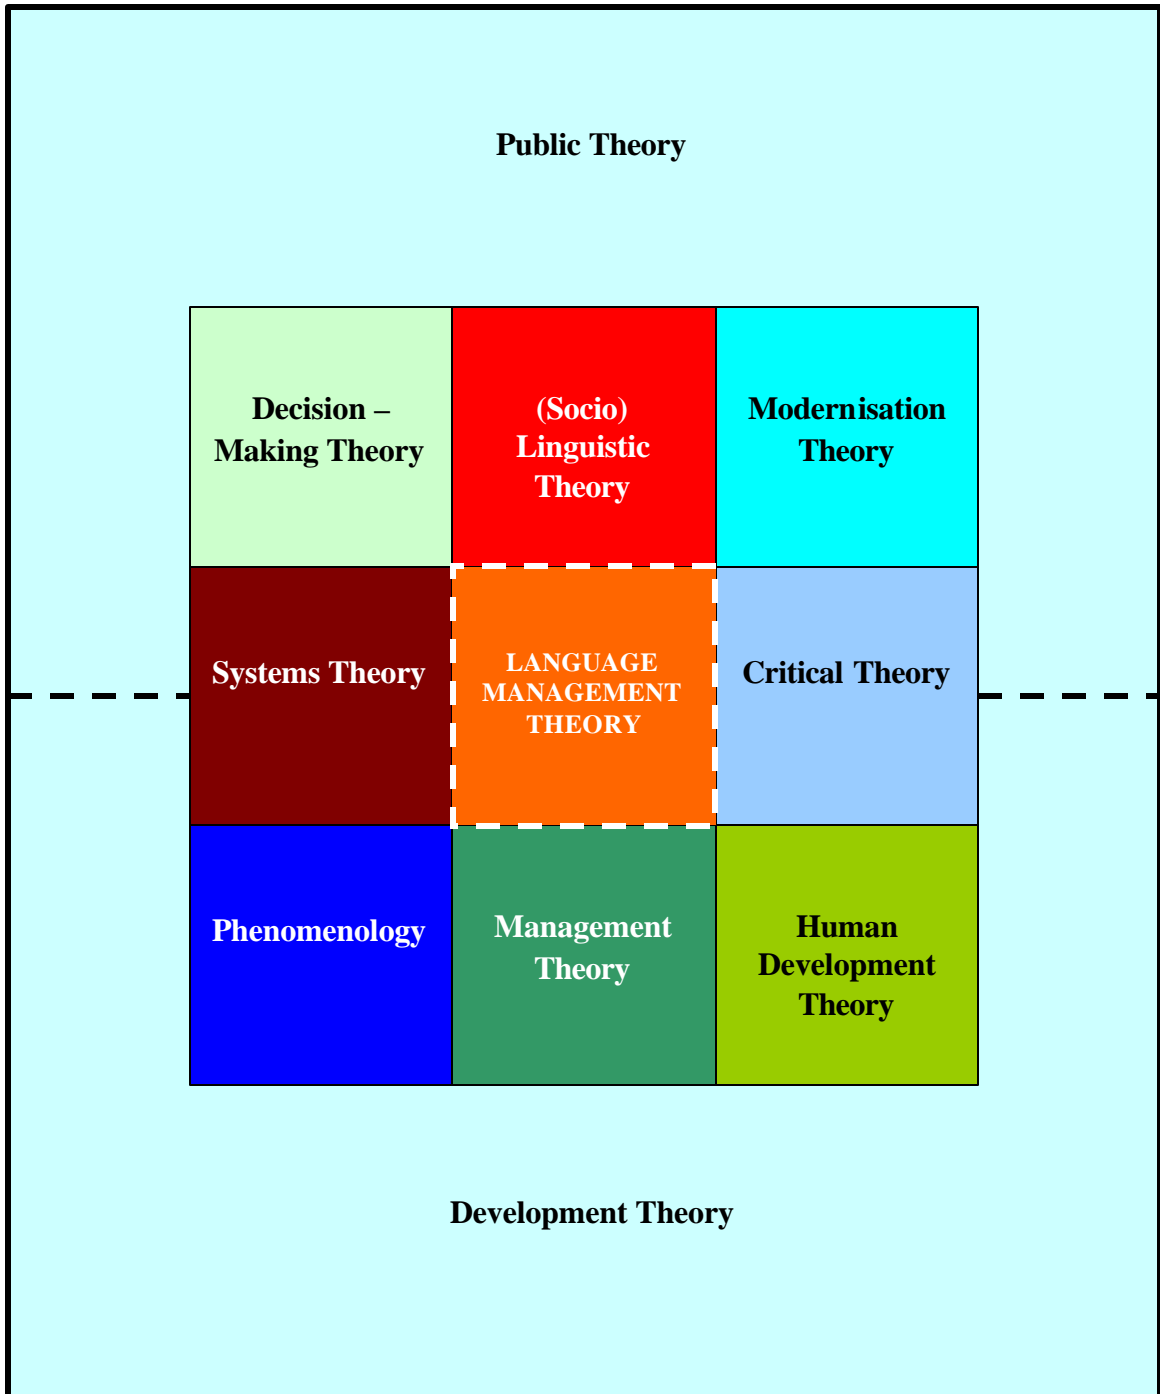 Public Theory
Decision –
Making Theory
(Socio)
Linguistic
Theory
Modernisation
Theory
Systems Theory
LANGUAGE
MANAGEMENT
THEORY
Critical Theory
Phenomenology
Management
Theory
Human
Development
Theory
Development Theory